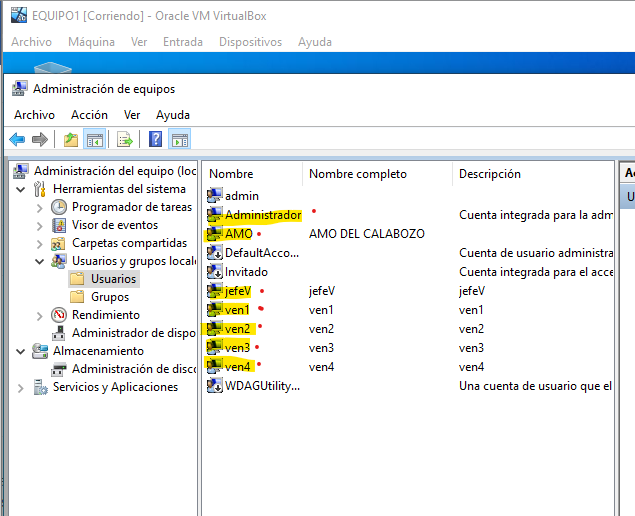 EQUIPO1 [Corriendo] - Oracle VM VirtualBox
Archivo Máquina Ver Entrada Dispositivos Ayuda
Administración de equipos
Archivo Acción Ver Ayuda
Administración del equipo (loc
Herramientas del sistema
Programador de tareas
Visor de eventos
Carpetas compartidas
Usuarios y grupos locale
Usuarios
Grupos
Rendimiento
Administrador de dispo
Almacenamiento
Administración de disco
Servicios y Aplicaciones
Nombre Nombre completo Descripción
admin
Administrador Cuenta integrada para la adm
AMO AMO DEL CALABOZO
DefaultAcco... Cuenta de usuario administra
Invitado Cuenta integrada para el acce
jefeV jefeV jefeV
ven1 ven1 ven1
ven2 ven2 ven2
ven3 ven3 ven3
ven4 ven4 ven4
WDAGUtility... Una cuenta de usuario que el
A
U